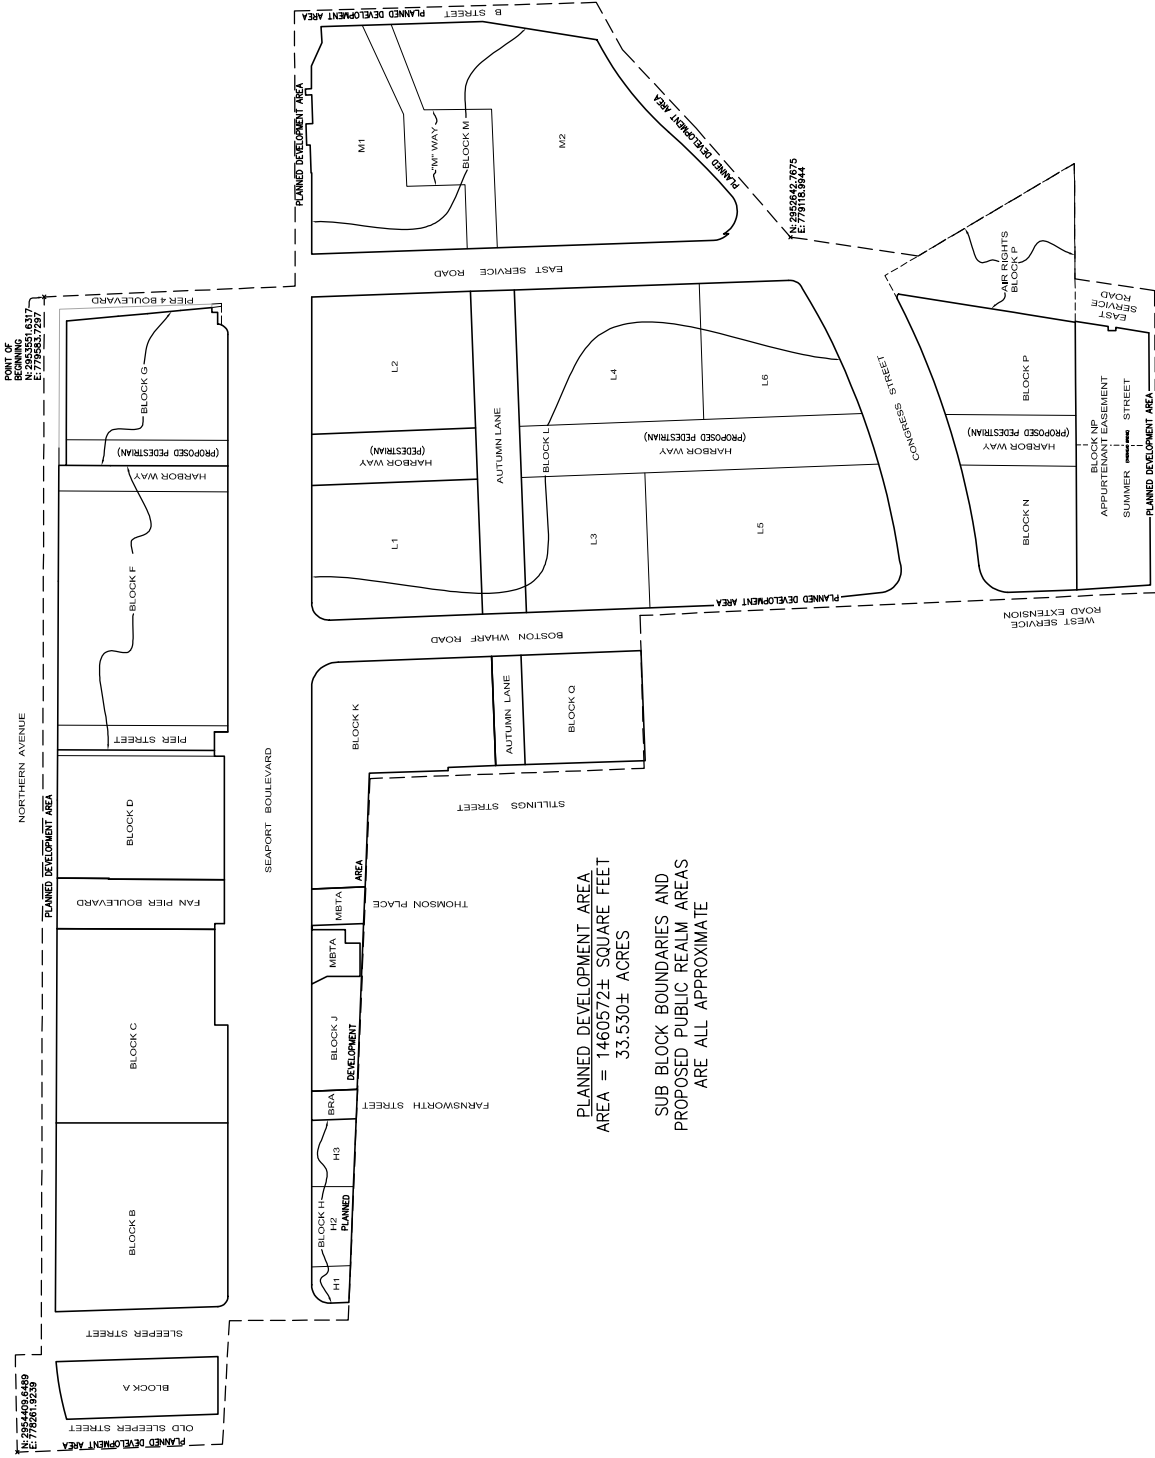 POINT OF
BEGINNING
N: 2953551.6317
E: 779583.7297
PLANNED DEVELOPMENT AREA
B STREET
PLANNED DEVELOPMENT AREA
M1
"M" WAY
BLOCK M
M2
PLANNED DEVELOPMENT AREA
PLANNED DEVELOPMENT AREA
N: 2952642.7675
E: 779118.9944
EAST SERVICE ROAD
AIR RIGHTS
BLOCK P
EAST
SERVICE
ROAD
PIER 4 BOULEVARD
BLOCK G
HARBOR WAY
(PROPOSED PEDESTRIAN)
BLOCK F
PIER STREET
NORTHERN AVENUE
PLANNED DEVELOPMENT AREA
BLOCK D
FAN PIER BOULEVARD
BLOCK C
BLOCK B
SLEEPER STREET
BLOCK A
OLD SLEEPER STREET
PLANNED DEVELOPMENT AREA
N: 2954409.6489
E: 778261.9239
SEAPORT BOULEVARD
L2
HARBOR WAY
(PEDESTRIAN)
L1
AUTUMN LANE
BLOCK L
L4
L6
HARBOR WAY
(PROPOSED PEDESTRIAN)
L3
L5
CONGRESS STREET
BLOCK P
HARBOR WAY
(PROPOSED PEDESTRIAN)
BLOCK N
BLOCK NP
APPURTENANT EASEMENT
SUMMER STREET
PLANNED DEVELOPMENT AREA
WEST SERVICE
ROAD EXTENSION
PLANNED DEVELOPMENT AREA
BOSTON WHARF ROAD
BLOCK K
AUTUMN LANE
BLOCK Q
STILLINGS STREET
MBTA
THOMSON PLACE
MBTA
BLOCK J
BRA
FARNSWORTH STREET
H3
BLOCK H
H2
H1
PLANNED
DEVELOPMENT
AREA
PLANNED DEVELOPMENT AREA
AREA = 1460572± SQUARE FEET
33.530± ACRES
SUB BLOCK BOUNDARIES AND
PROPOSED PUBLIC REALM AREAS
ARE ALL APPROXIMATE